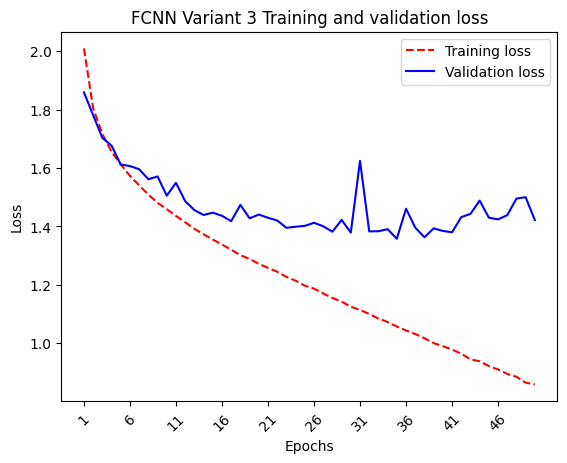 FCNN Variant 3 Training and validation loss
Training loss
Validation loss
Loss
2.0
1.8
1.6
1.4
1.2
1.0
1 6 11 16 21 26 31 36 41 46
Epochs